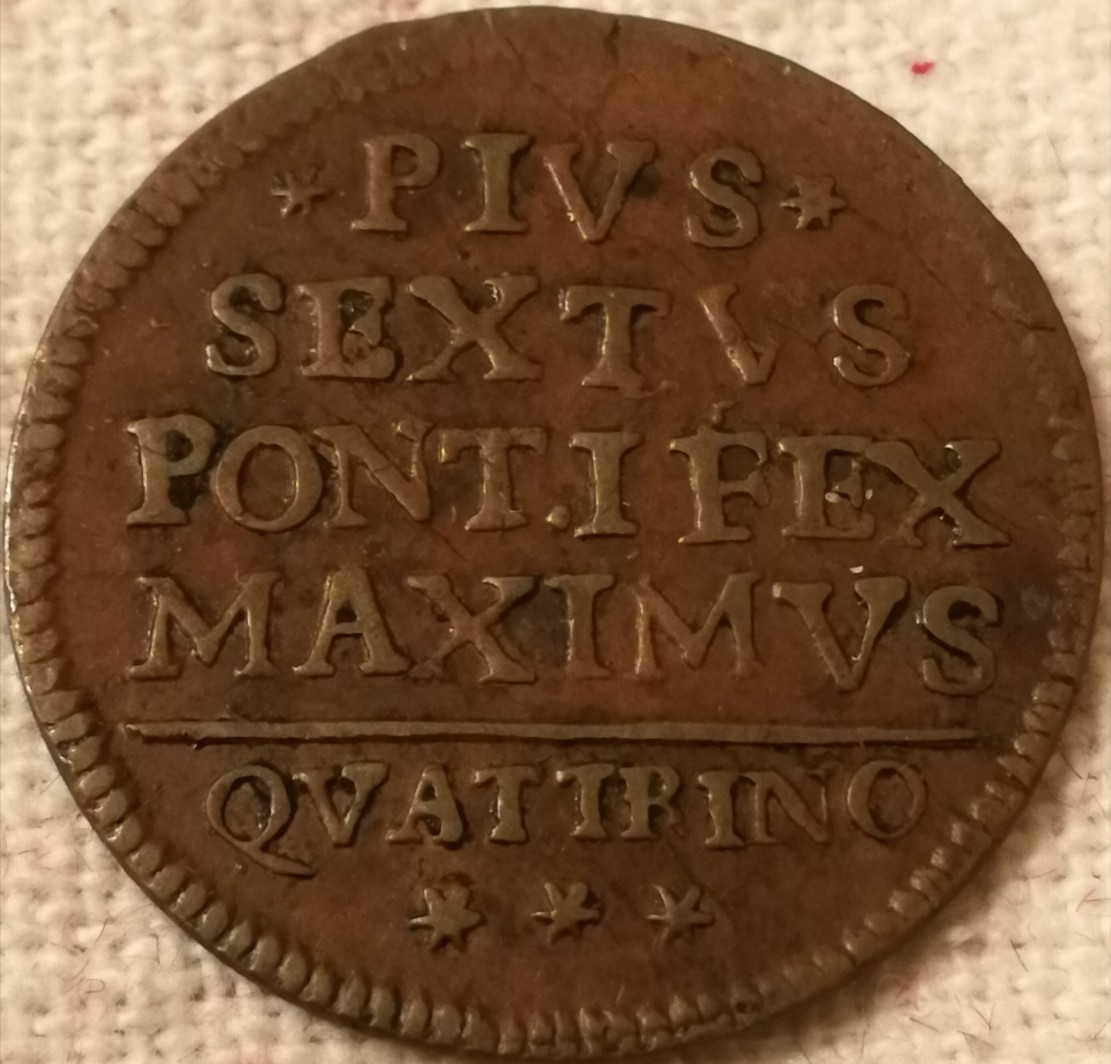 * PIVS *
SEXTVS
PONT.IFEX
MAXIMVS
QVATTRINO
* * *